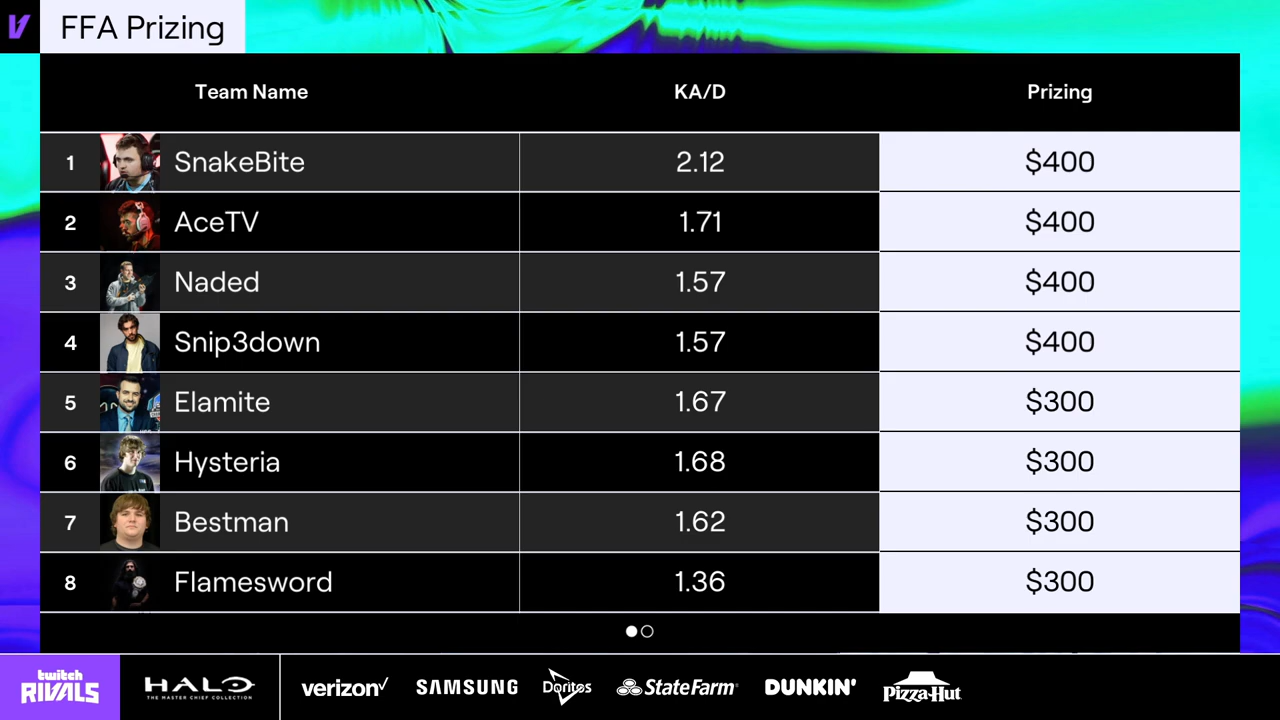 FFA Prizing
Team Name KA/D Prizing
1 SnakeBite 2.12 $400
2 AceTV 1.71 $400
3 Naded 1.57 $400
4 Snip3down 1.57 $400
5 Elamite 1.67 $300
6 Hysteria 1.68 $300
7 Bestman 1.62 $300
8 Flamesword 1.36 $300
twitch
RIVALS
HALO
THE MASTER CHIEF COLLECTION
verizon✓ SAMSUNG Doritos StateFarm® DUNKIN' Pizza Hut